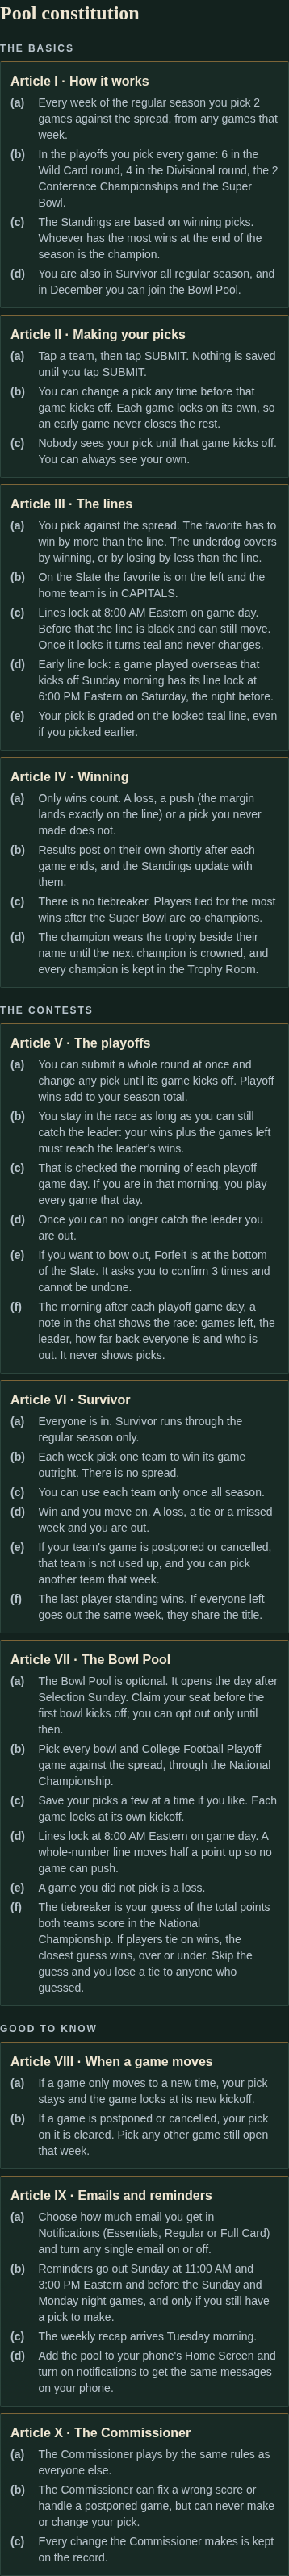 Pool constitution
THE BASICS
Article I · How it works
(a) Every week of the regular season you pick 2
games against the spread, from any games that
week.
(b) In the playoffs you pick every game: 6 in the
Wild Card round, 4 in the Divisional round, the 2
Conference Championships and the Super
Bowl.
(c) The Standings are based on winning picks.
Whoever has the most wins at the end of the
season is the champion.
(d) You are also in Survivor all regular season, and
in December you can join the Bowl Pool.
Article II · Making your picks
(a) Tap a team, then tap SUBMIT. Nothing is saved
until you tap SUBMIT.
(b) You can change a pick any time before that
game kicks off. Each game locks on its own, so
an early game never closes the rest.
(c) Nobody sees your pick until that game kicks off.
You can always see your own.
Article III · The lines
(a) You pick against the spread. The favorite has to
win by more than the line. The underdog covers
by winning, or by losing by less than the line.
(b) On the Slate the favorite is on the left and the
home team is in CAPITALS.
(c) Lines lock at 8:00 AM Eastern on game day.
Before that the line is black and can still move.
Once it locks it turns teal and never changes.
(d) Early line lock: a game played overseas that
kicks off Sunday morning has its line lock at
6:00 PM Eastern on Saturday, the night before.
(e) Your pick is graded on the locked teal line, even
if you picked earlier.
Article IV · Winning
(a) Only wins count. A loss, a push (the margin
lands exactly on the line) or a pick you never
made does not.
(b) Results post on their own shortly after each
game ends, and the Standings update with
them.
(c) There is no tiebreaker. Players tied for the most
wins after the Super Bowl are co-champions.
(d) The champion wears the trophy beside their
name until the next champion is crowned, and
every champion is kept in the Trophy Room.
THE CONTESTS
Article V · The playoffs
(a) You can submit a whole round at once and
change any pick until its game kicks off. Playoff
wins add to your season total.
(b) You stay in the race as long as you can still
catch the leader: your wins plus the games left
must reach the leader's wins.
(c) That is checked the morning of each playoff
game day. If you are in that morning, you play
every game that day.
(d) Once you can no longer catch the leader you
are out.
(e) If you want to bow out, Forfeit is at the bottom
of the Slate. It asks you to confirm 3 times and
cannot be undone.
(f) The morning after each playoff game day, a
note in the chat shows the race: games left, the
leader, how far back everyone is and who is
out. It never shows picks.
Article VI · Survivor
(a) Everyone is in. Survivor runs through the
regular season only.
(b) Each week pick one team to win its game
outright. There is no spread.
(c) You can use each team only once all season.
(d) Win and you move on. A loss, a tie or a missed
week and you are out.
(e) If your team's game is postponed or cancelled,
that team is not used up, and you can pick
another team that week.
(f) The last player standing wins. If everyone left
goes out the same week, they share the title.
Article VII · The Bowl Pool
(a) The Bowl Pool is optional. It opens the day after
Selection Sunday. Claim your seat before the
first bowl kicks off; you can opt out only until
then.
(b) Pick every bowl and College Football Playoff
game against the spread, through the National
Championship.
(c) Save your picks a few at a time if you like. Each
game locks at its own kickoff.
(d) Lines lock at 8:00 AM Eastern on game day. A
whole-number line moves half a point up so no
game can push.
(e) A game you did not pick is a loss.
(f) The tiebreaker is your guess of the total points
both teams score in the National
Championship. If players tie on wins, the
closest guess wins, over or under. Skip the
guess and you lose a tie to anyone who
guessed.
GOOD TO KNOW
Article VIII · When a game moves
(a) If a game only moves to a new time, your pick
stays and the game locks at its new kickoff.
(b) If a game is postponed or cancelled, your pick
on it is cleared. Pick any other game still open
that week.
Article IX · Emails and reminders
(a) Choose how much email you get in
Notifications (Essentials, Regular or Full Card)
and turn any single email on or off.
(b) Reminders go out Sunday at 11:00 AM and
3:00 PM Eastern and before the Sunday and
Monday night games, and only if you still have
a pick to make.
(c) The weekly recap arrives Tuesday morning.
(d) Add the pool to your phone's Home Screen and
turn on notifications to get the same messages
on your phone.
Article X · The Commissioner
(a) The Commissioner plays by the same rules as
everyone else.
(b) The Commissioner can fix a wrong score or
handle a postponed game, but can never make
or change your pick.
(c) Every change the Commissioner makes is kept
on the record.